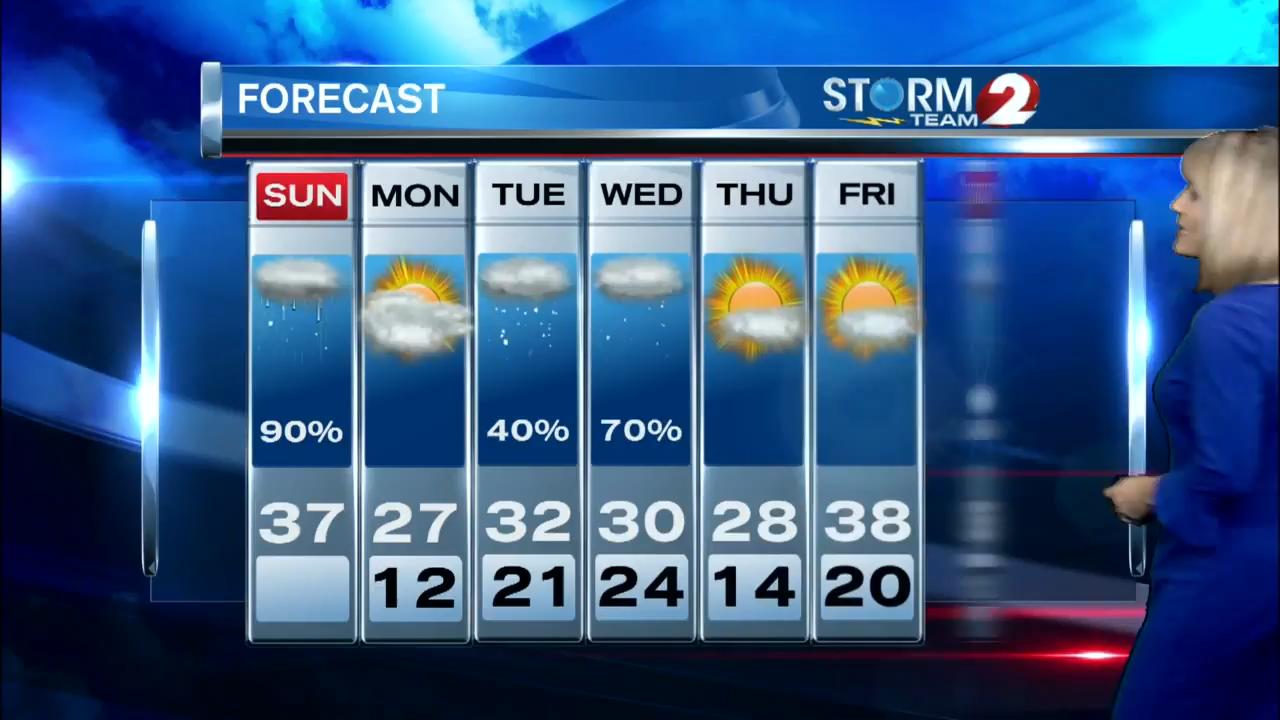 FORECAST
STORM
TEAM 2
SUN MON TUE WED THU FRI
90% 40% 70%
37 27 32 30 28 38
12 21 24 14 20